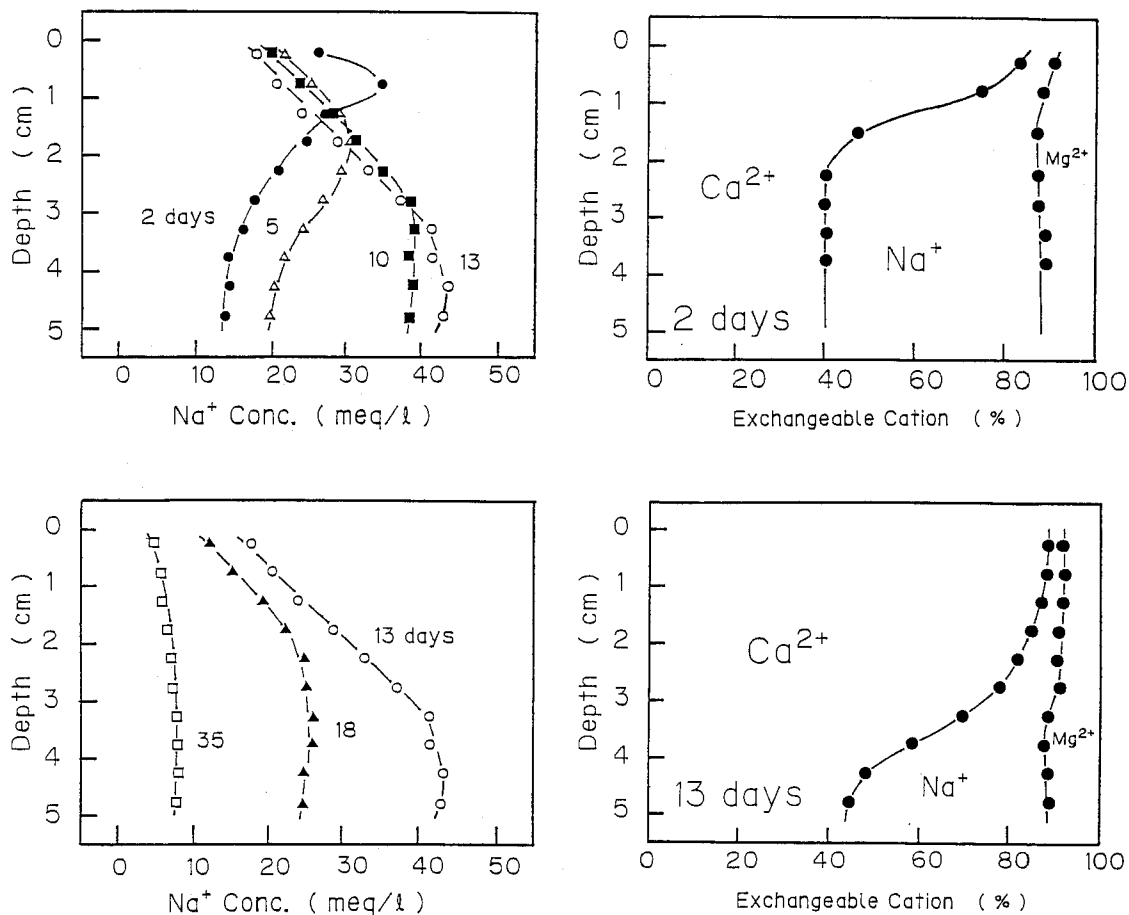 0
1
2
3
4
5
Depth (cm)
2 days
5
10
13
0 10 20 30 40 50
Na⁺ Conc. (meq/ℓ)
0
1
2
3
4
5
Depth (cm)
Ca²⁺
Mg²⁺
Na⁺
2 days
0 20 40 60 80 100
Exchangeable Cation (%)
0
1
2
3
4
5
Depth (cm)
13 days
35
18
0 10 20 30 40 50
Na⁺ Conc. (meq/ℓ)
0
1
2
3
4
5
Depth (cm)
Ca²⁺
Mg²⁺
Na⁺
13 days
0 20 40 60 80 100
Exchangeable Cation (%)